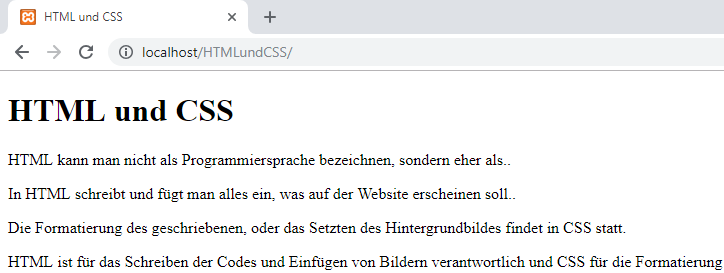 HTML und CSS
localhost/HTMLundCSS/
HTML und CSS
HTML kann man nicht als Programmiersprache bezeichnen, sondern eher als..
In HTML schreibt und fügt man alles ein, was auf der Website erscheinen soll..
Die Formatierung des geschriebenen, oder das Setzten des Hintergrundbildes findet in CSS statt.
HTML ist für das Schreiben der Codes und Einfügen von Bildern verantwortlich und CSS für die Formatierung